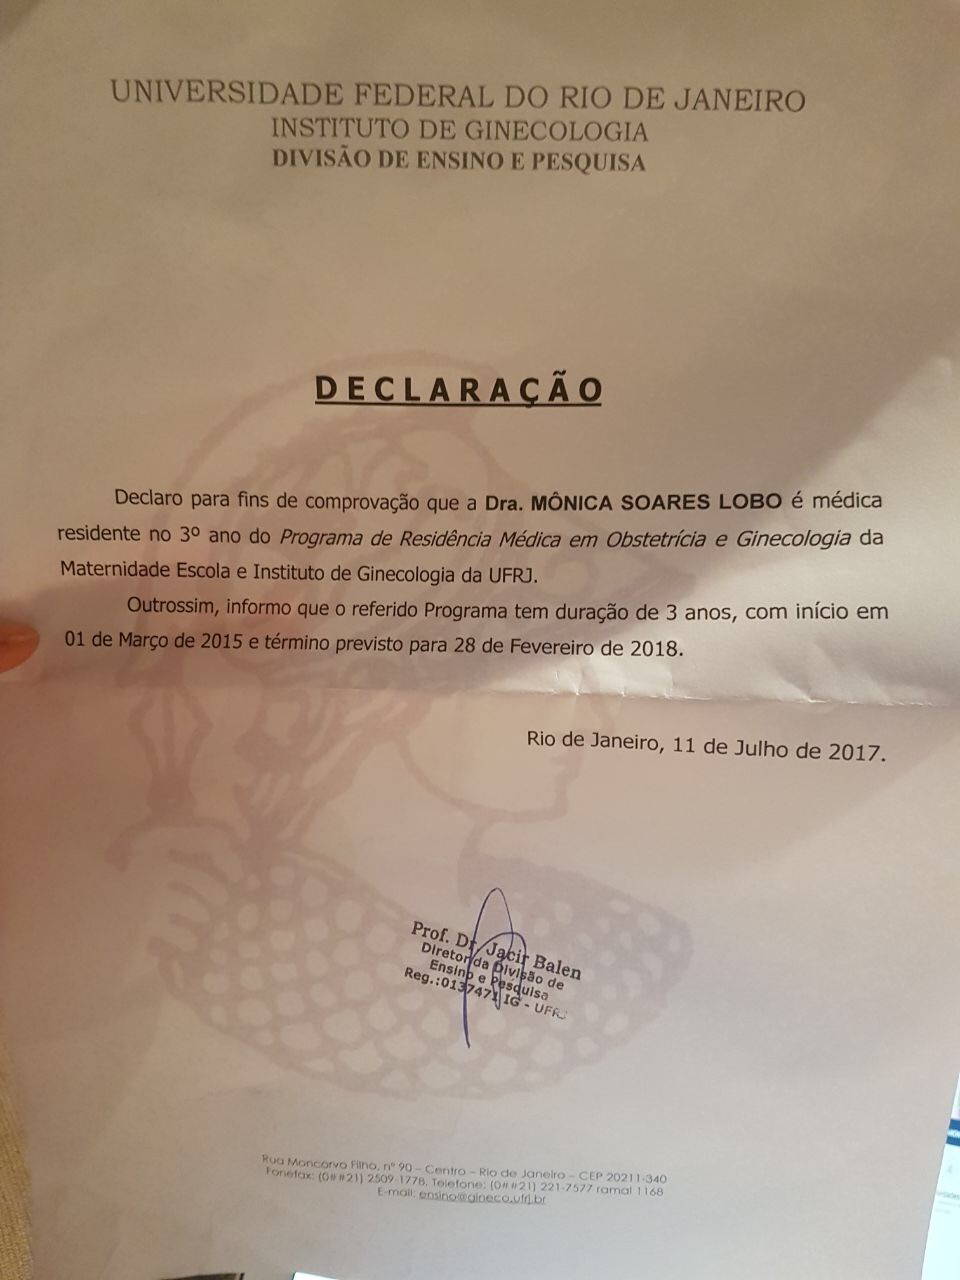 UNIVERSIDADE FEDERAL DO RIO DE JANEIRO
INSTITUTO DE GINECOLOGIA
DIVISÃO DE ENSINO E PESQUISA
DECLARAÇÃO
Declaro para fins de comprovação que a Dra. MÔNICA SOARES LOBO é médica
residente no 3º ano do Programa de Residência Médica em Obstetrícia e Ginecologia da
Maternidade Escola e Instituto de Ginecologia da UFRJ.
Outrossim, informo que o referido Programa tem duração de 3 anos, com início em
01 de Março de 2015 e término previsto para 28 de Fevereiro de 2018.
Rio de Janeiro, 11 de Julho de 2017.
Prof. Dr. Jacir Balen
Diretor da Divisão de
Ensino e Pesquisa
Reg.:0137471 IG - UFRJ
Rua Moncorvo Filho, nº 90 – Centro – Rio de Janeiro – CEP 20211-340
Fonefax: (0##21) 2509-1778. Telefone: (0##21) 221-7577 ramal 1168
E-mail: ensino@gineco.ufrj.br